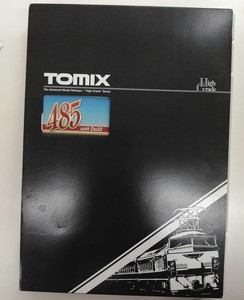 TOMIX
High
Grade
The Advanced Model Railways "High-Grade" Series
485
unit Do32